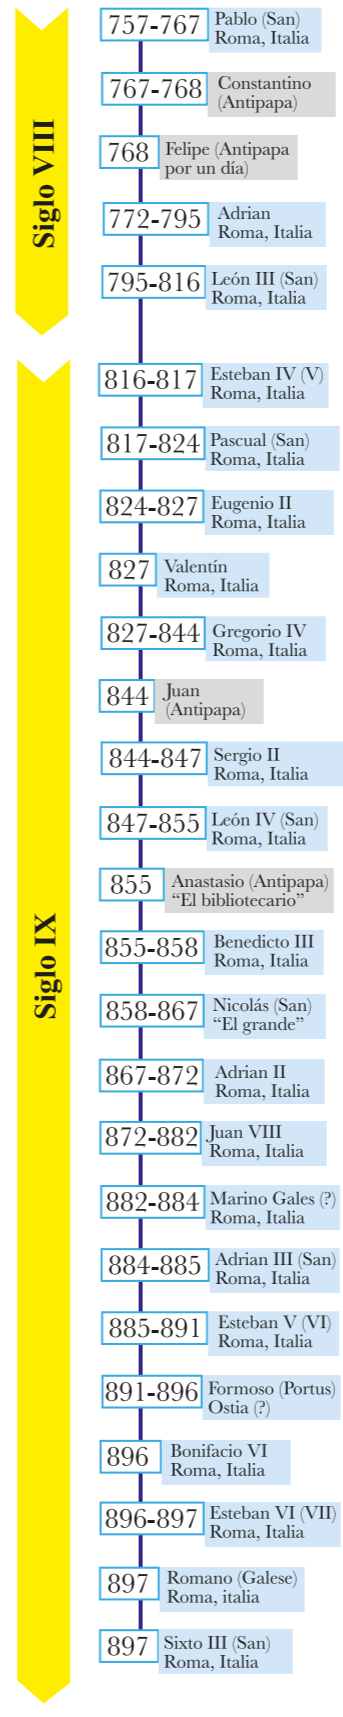 Siglo VIII
757-767
Pablo (San)
Roma, Italia
767-768
Constantino
(Antipapa)
768
Felipe (Antipapa
por un día)
772-795
Adrian
Roma, Italia
795-816
León III (San)
Roma, Italia
Siglo IX
816-817
Esteban IV (V)
Roma, Italia
817-824
Pascual (San)
Roma, Italia
824-827
Eugenio II
Roma, Italia
827
Valentín
Roma, Italia
827-844
Gregorio IV
Roma, Italia
844
Juan
(Antipapa)
844-847
Sergio II
Roma, Italia
847-855
León IV (San)
Roma, Italia
855
Anastasio (Antipapa)
“El bibliotecario”
855-858
Benedicto III
Roma, Italia
858-867
Nicolás (San)
“El grande”
867-872
Adrian II
Roma, Italia
872-882
Juan VIII
Roma, Italia
882-884
Marino Gales (?)
Roma, Italia
884-885
Adrian III (San)
Roma, Italia
885-891
Esteban V (VI)
Roma, Italia
891-896
Formoso (Portus)
Ostia (?)
896
Bonifacio VI
Roma, Italia
896-897
Esteban VI (VII)
Roma, Italia
897
Romano (Galese)
Roma, italia
897
Sixto III (San)
Roma, Italia